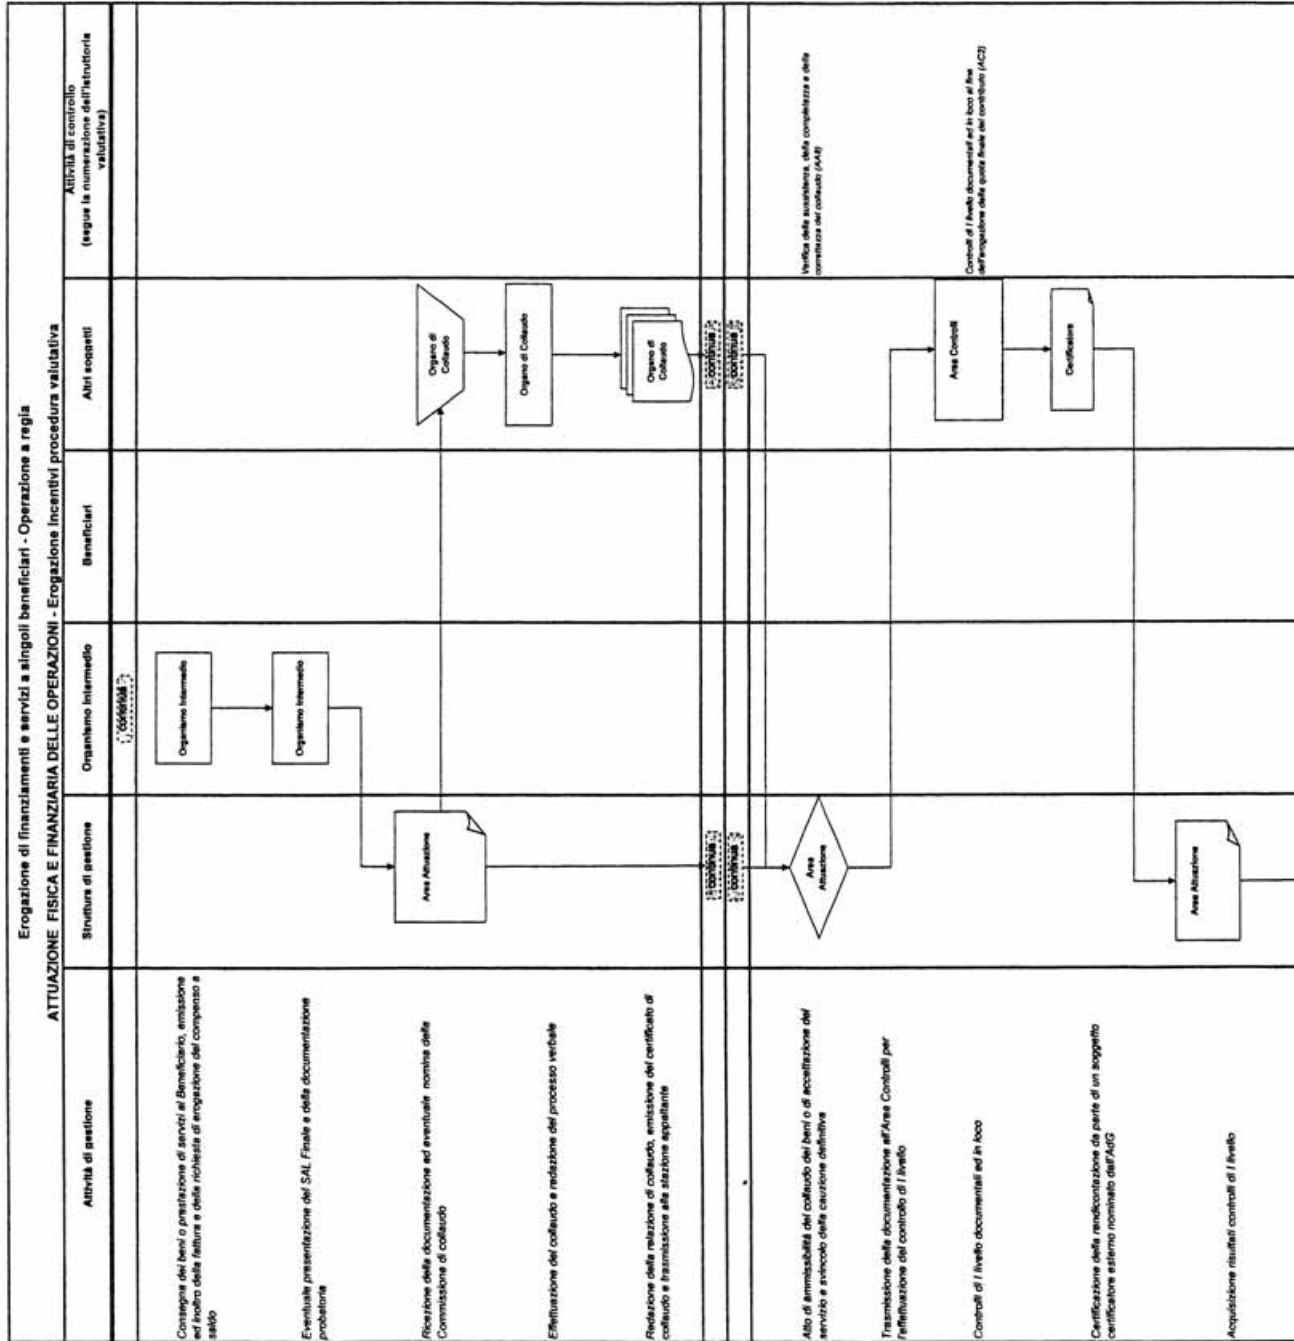 Erogazione di finanziamenti e servizi a singoli beneficiari - Operazione a regia
ATTUAZIONE FISICA E FINANZIARIA DELLE OPERAZIONI - Erogazione incentivi procedura valutativa
Attività di gestione
Struttura di gestione
Organismo Intermedio
Beneficiari
Altri soggetti
Attività di controllo
(segue la numerazione dell'istruttoria
valutativa)
continua
Consegna dei beni o prestazione di servizi al Beneficiario, emissione
ed inoltro della fattura e della richiesta di erogazione del compenso a
saldo
Organismo Intermedio
Eventuale presentazione del SAL Finale e della documentazione
probatoria
Organismo Intermedio
Ricezione della documentazione ed eventuale nomina della
Commissione di collaudo
Area Attuazione
Organo di
Collaudo
Effettuazione del collaudo e redazione del processo verbale
Organo di Collaudo
Redazione della relazione di collaudo, emissione del certificato di
collaudo e trasmissione alla stazione appaltante
Organo di
Collaudo
continua
continua
continua
continua
Atto di ammissibilità del collaudo dei beni o di accettazione del
servizio e svincolo della cauzione definitiva
Area
Attuazione
Verifica della sussistenza, della completezza e della
correttezza del collaudo (AA8)
Trasmissione della documentazione all'Area Controlli per
l'effettuazione del controllo di I livello
Controlli di I livello documentali ed in loco
Area Controlli
Controlli di I livello documentali ed in loco al fine
dell'erogazione della quota finale del contributo (AC2)
Certificazione della rendicontazione da parte di un soggetto
certificatore esterno nominato dall'AdG
Certificatore
Acquisizione risultati controlli di I livello
Area Attuazione